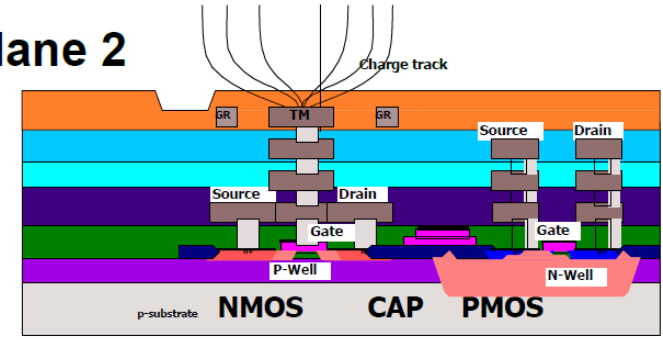 lane 2
Charge track
GR
TM
GR
Source
Drain
Source
Drain
Gate
Gate
P-Well
N-Well
p-substrate
NMOS
CAP
PMOS